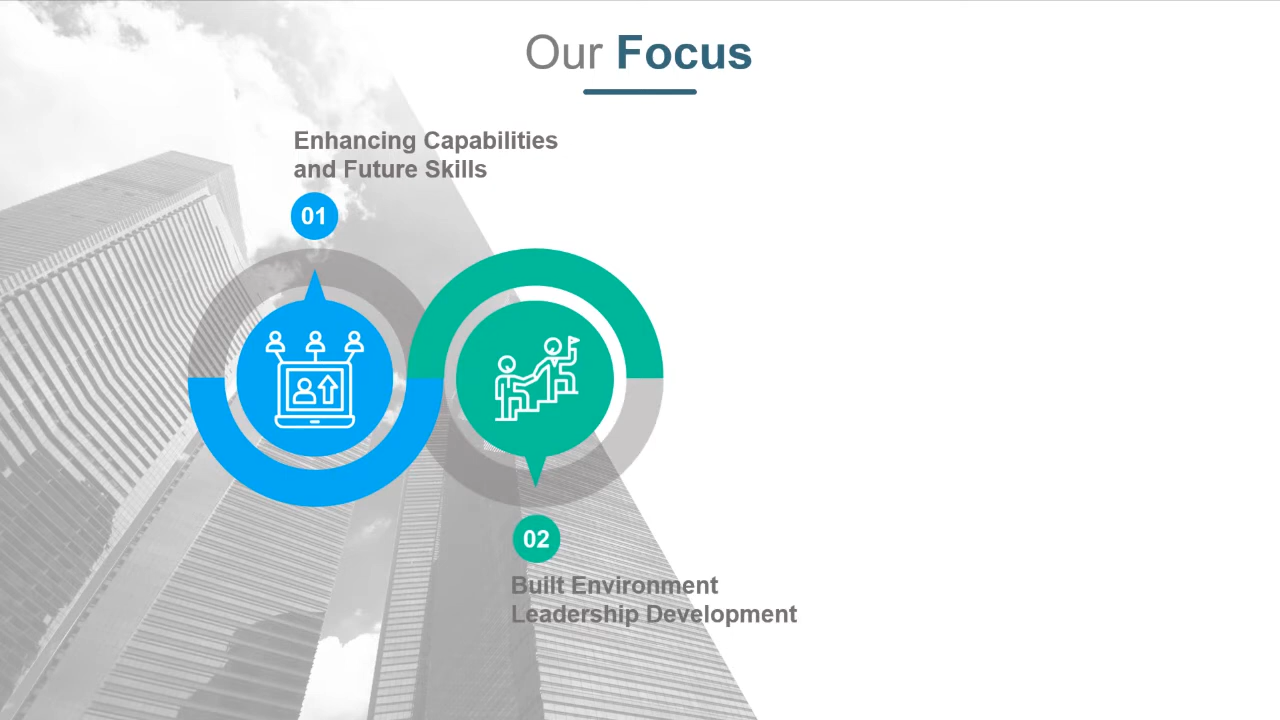 Our Focus
Enhancing Capabilities
and Future Skills
01
02
Built Environment
Leadership Development